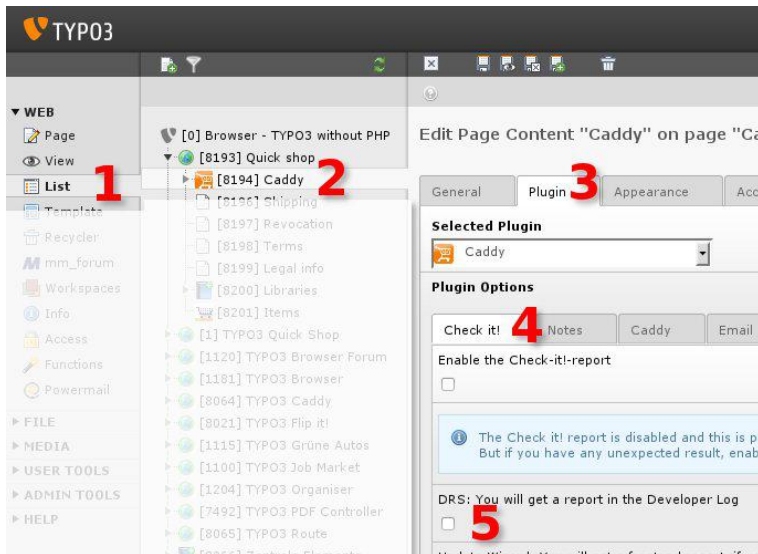 TYPO3
WEB
Page
View
List
Template
Recycler
mm_forum
Workspaces
Info
Access
Functions
Powermail
FILE
MEDIA
USER TOOLS
ADMIN TOOLS
HELP
1
[0] Browser - TYPO3 without PHP
[8193] Quick shop
[8194] Caddy
[8196] Shipping
[8197] Revocation
[8198] Terms
[8199] Legal info
[8200] Libraries
[8201] Items
[1] TYPO3 Quick Shop
[1120] TYPO3 Browser Forum
[1181] TYPO3 Browser
[8064] TYPO3 Caddy
[8021] Flip it!
[1115] TYPO3 Grüne Autos
[1100] TYPO3 Job Market
[1204] TYPO3 Organiser
[7492] TYPO3 PDF Controller
[8065] TYPO3 Route
2
Edit Page Content "Caddy" on page "Ca
General Plugin 3 Appearance Acc
Selected Plugin
Caddy
Plugin Options
Check it! 4 Notes Caddy Email
Enable the Check-it!-report
The Check it! report is disabled and this is p
But if you have any unexpected result, enab
DRS: You will get a report in the Developer Log
5